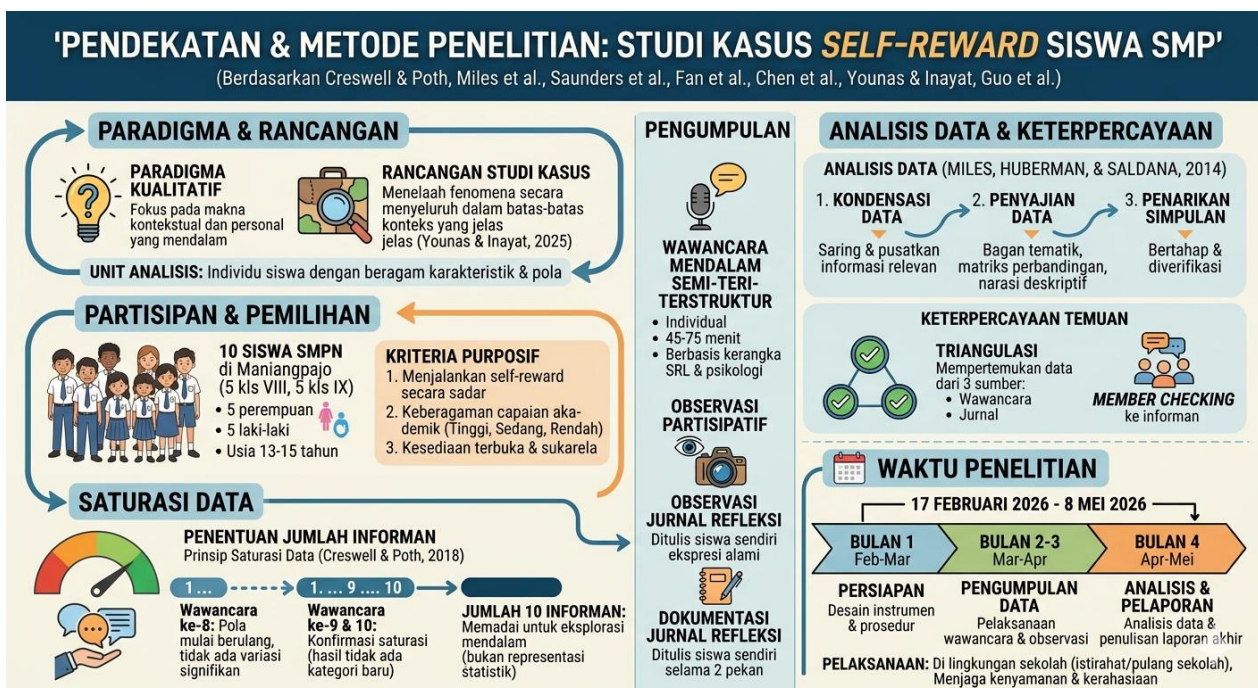 'PENDEKATAN & METODE PENELITIAN: STUDI KASUS SELF-REWARD SISWA SMP'
(Berdasarkan Creswell & Poth, Miles et al., Saunders et al., Fan et al., Chen et al., Younas & Inayat, Guo et al.)
PARADIGMA & RANCANGAN
PARADIGMA
KUALITATIF
Fokus pada makna
kontekstual dan personal
yang mendalam
RANCANGAN STUDI KASUS
Menelaah fenomena secara
menyeluruh dalam batas-batas
konteks yang jelas
jelas (Younas & Inayat, 2025)
UNIT ANALISIS: Individu siswa dengan beragam karakteristik & pola
PARTISIPAN & PEMILIHAN
10 SISWA SMPN
di Maniangpajo
(5 kls VIII, 5 kls IX)
• 5 perempuan
• 5 laki-laki
• Usia 13-15 tahun
KRITERIA PURPOSIF
1. Menjalankan self-reward
secara sadar
2. Keberagaman capaian aka-
demik (Tinggi, Sedang, Rendah)
3. Kesediaan terbuka & sukarela
SATURASI DATA
PENENTUAN JUMLAH INFORMAN
Prinsip Saturasi Data (Creswell & Poth, 2018)
1 ...
1. ... 9 .... 10
Wawancara
ke-8: Pola
mulai berulang,
tidak ada variasi
signifikan
Wawancara
ke-9 & 10:
Konfirmasi saturasi
(hasil tidak ada
kategori baru)
JUMLAH 10 INFORMAN:
Memadai untuk eksplorasi
mendalam
(bukan representasi
statistik)
PENGUMPULAN
WAWANCARA
MENDALAM
SEMI-TERI-
TERSTRUKTUR
• Individual
• 45-75 menit
• Berbasis kerangka
SRL & psikologi
OBSERVASI
PARTISIPATIF
OBSERVASI
JURNAL REFLEKSI
Ditulis siswa sendiri
ekspresi alami
DOKUMENTASI
JURNAL REFLEKSI
Ditulis siswa sendiri
selama 2 pekan
ANALISIS DATA & KETERPERCAYAAN
ANALISIS DATA (MILES, HUBERMAN, & SALDANA, 2014)
1. KONDENSASI
DATA
Saring & pusatkan
informasi relevan
2. PENYAJIAN
DATA
Bagan tematik,
matriks perbandingan,
narasi deskriptif
3. PENARIKAN
SIMPULAN
Bertahap &
diverifikasi
KETERPERCAYAAN TEMUAN
TRIANGULASI
Mempertemukan data
dari 3 sumber:
• Wawancara
• Jurnal
MEMBER CHECKING
ke informan
WAKTU PENELITIAN
17 FEBRUARI 2026 - 8 MEI 2026
BULAN 1
Feb-Mar
BULAN 2-3
Mar-Apr
BULAN 4
Apr-Mei
PERSIAPAN
Desain instrumen
& prosedur
PENGUMPULAN
DATA
Pelaksanaan
wawancara & observasi
ANALISIS &
PELAPORAN
Analisis data &
penulisan laporan akhir
PELAKSANAAN: Di lingkungan sekolah (istirahat/pulang sekolah),
Menjaga kenyamanan & kerahasiaan